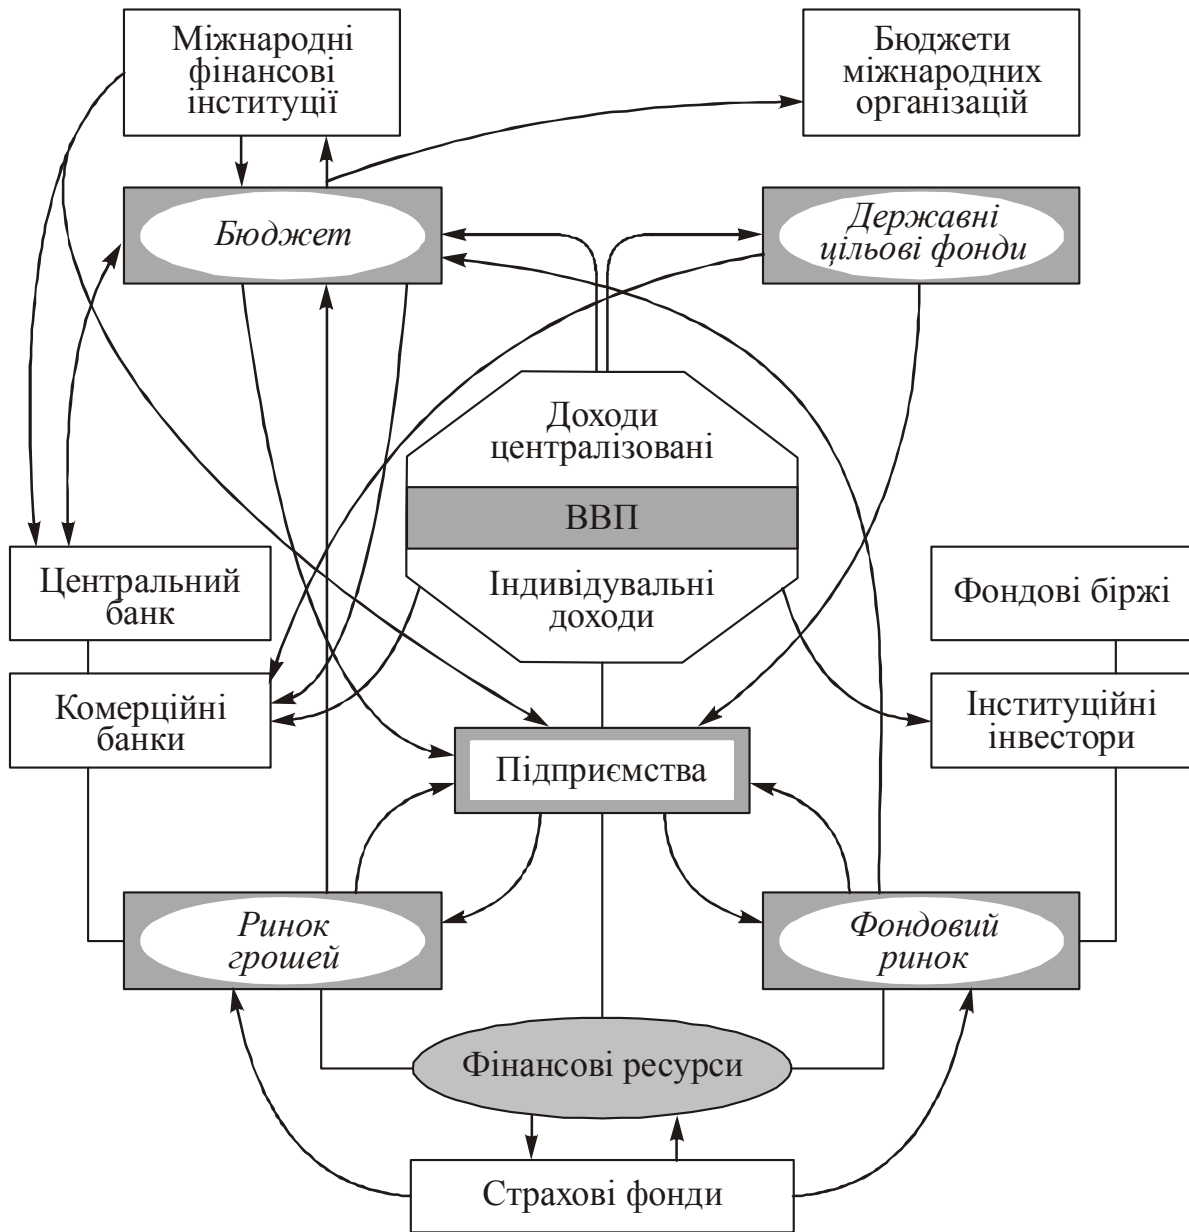 Міжнародні
фінансові
інституції
Бюджети
міжнародних
організацій
Бюджет
Державні
цільові фонди
Доходи
централізовані
ВВП
Індивідувальні
доходи
Центральний
банк
Фондові біржі
Комерційні
банки
Інституційні
інвестори
Підприємства
Ринок
грошей
Фондовий
ринок
Фінансові ресурси
Страхові фонди